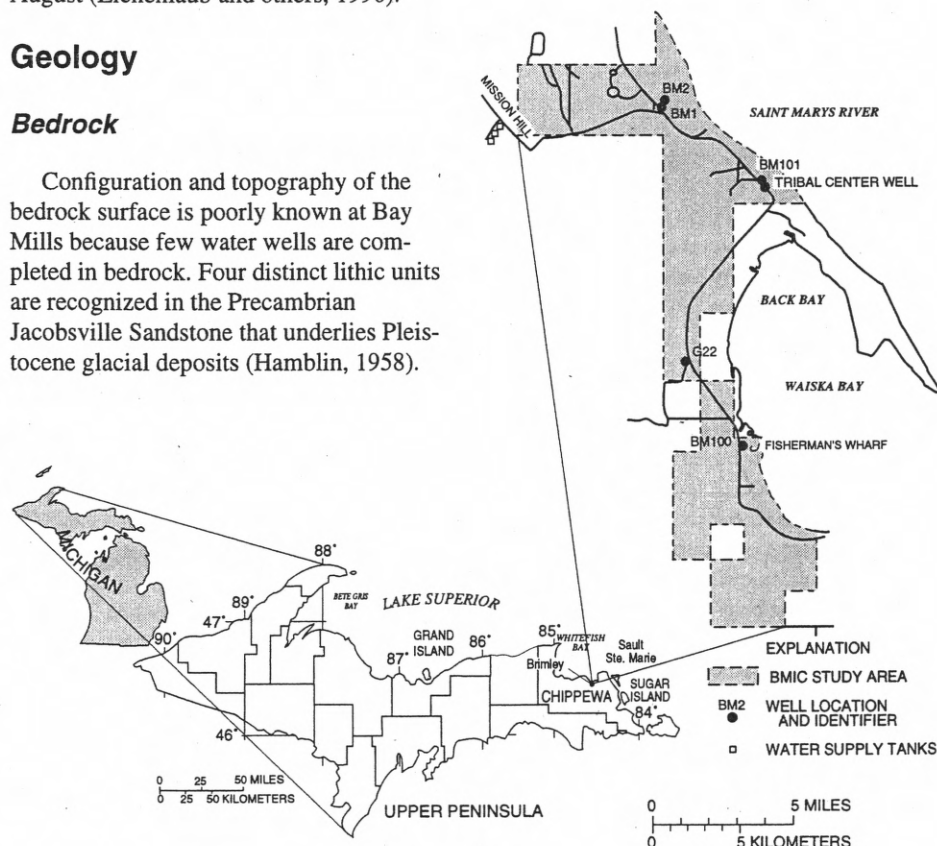 August (Eichenlaub and others, 1990).
Geology
Bedrock
Configuration and topography of the
bedrock surface is poorly known at Bay
Mills because few water wells are com-
pleted in bedrock. Four distinct lithic units
are recognized in the Precambrian
Jacobsville Sandstone that underlies Pleis-
tocene glacial deposits (Hamblin, 1958).
MISSION HILL
BM2
BM1
SAINT MARYS RIVER
BM101
TRIBAL CENTER WELL
BACK BAY
G22
WAISKA BAY
BM100
FISHERMAN'S WHARF
MICHIGAN
88°
89°
47°
90°
BETE GRIS
BAY
LAKE SUPERIOR
GRAND
ISLAND
87°
86°
85°
WHITEFISH
BAY
Brimley
Sault
Ste. Marie
CHIPPEWA
SUGAR
ISLAND
84°
46°
0 25 50 MILES
0 25 50 KILOMETERS
UPPER PENINSULA
EXPLANATION
BMIC STUDY AREA
BM2
WELL LOCATION
AND IDENTIFIER
WATER SUPPLY TANKS
0 5 MILES
0 5 KILOMETERS